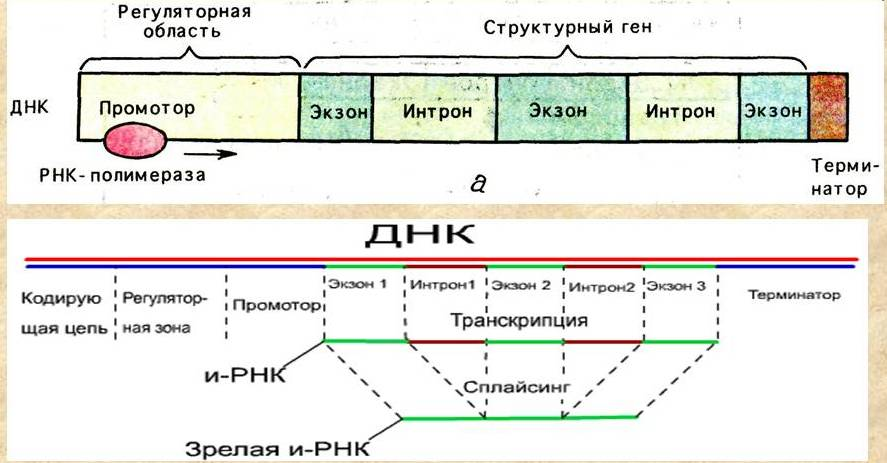 Регуляторная
область
Структурный ген
ДНК
Промотор
Экзон
Интрон
Экзон
Интрон
Экзон
РНК-полимераза
а
Терми-
натор
ДНК
Кодирую
щая цепь
Регулятор-
ная зона
Промотор
Экзон 1
Интрон1
Экзон 2
Интрон2
Экзон 3
Терминатор
Транскрипция
и-РНК
Сплайсинг
Зрелая и-РНК